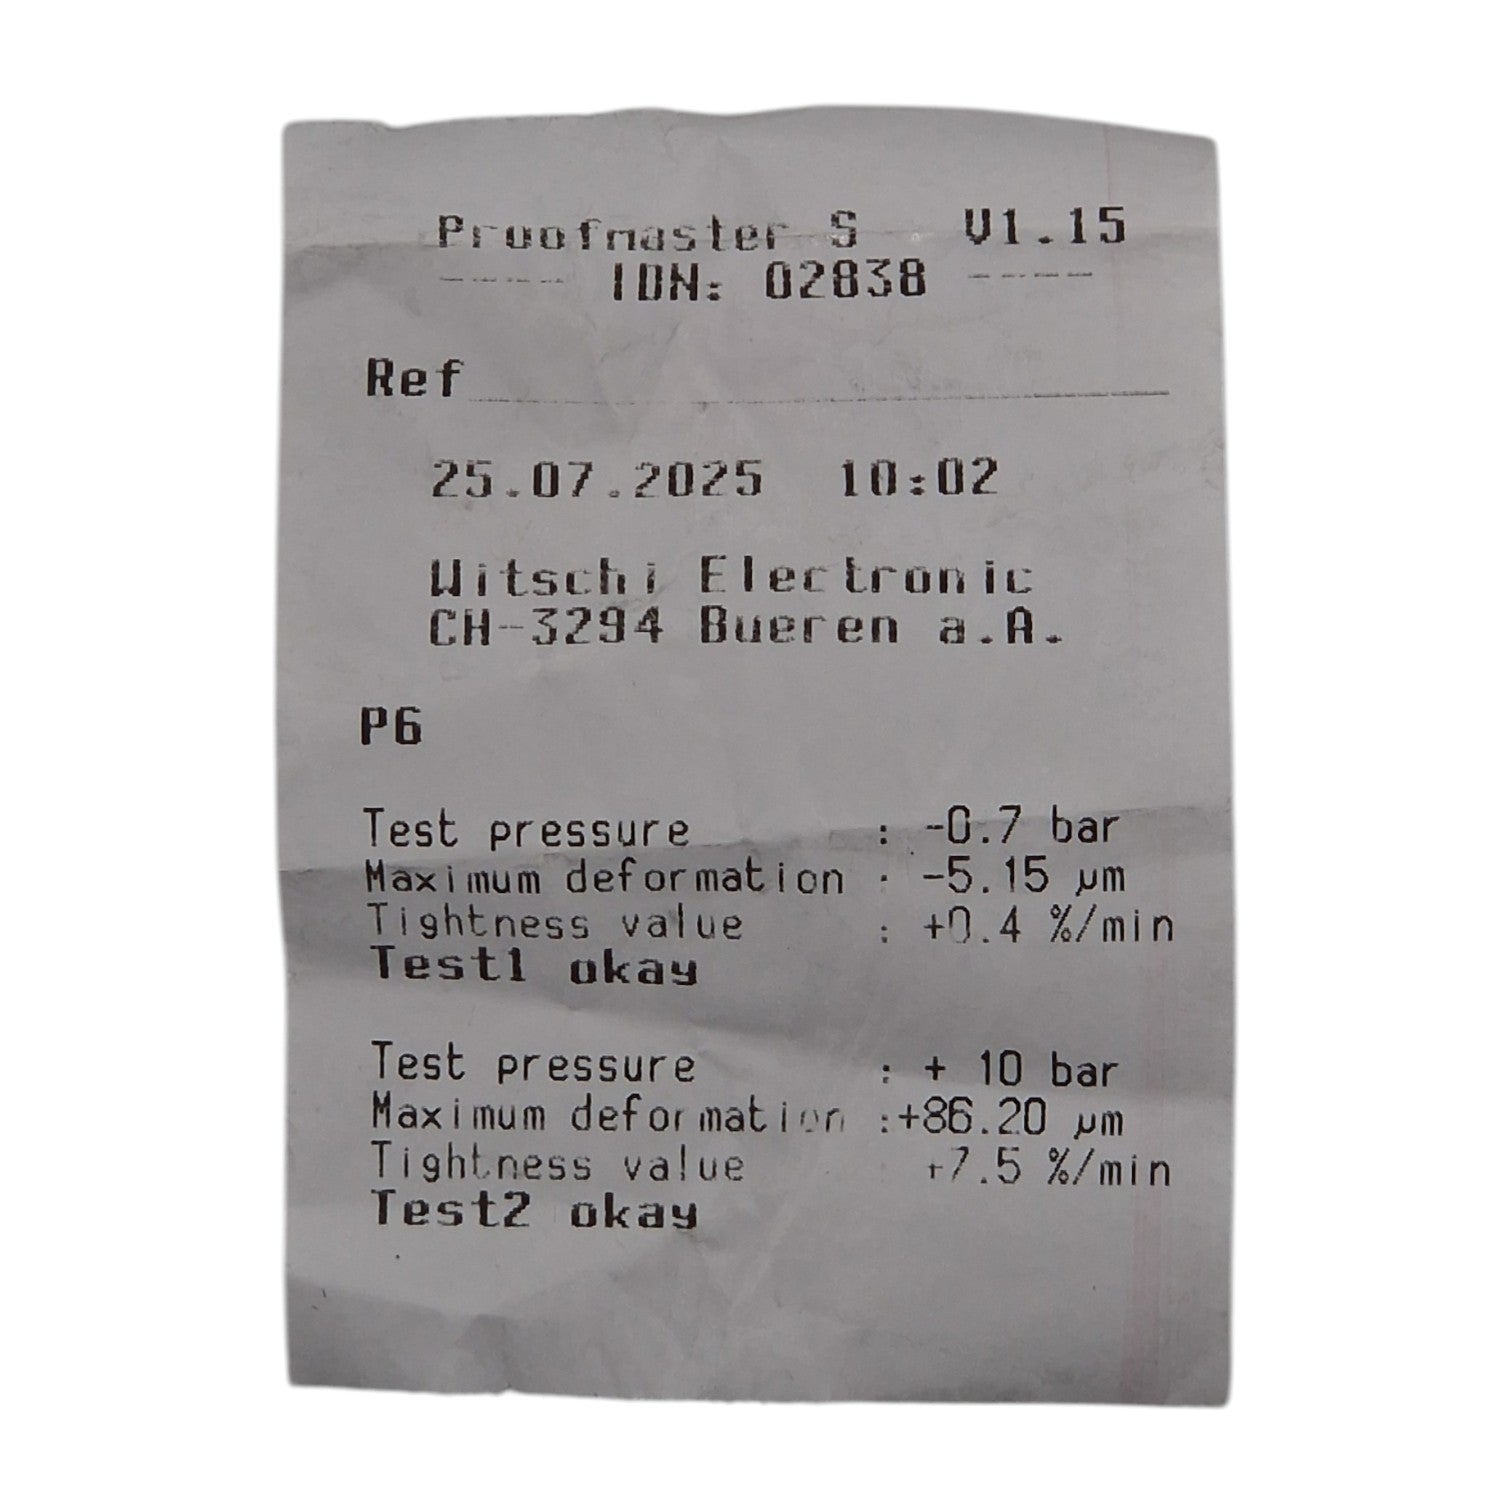 Proofmaster S V1.15
----- IDN: 02838 -----
Ref
25.07.2025 10:02
Witschi Electronic
CH-3294 Bueren a.A.
P6
Test pressure : -0.7 bar
Maximum deformation : -5.15 µm
Tightness value : +0.4 %/min
Test1 okay
Test pressure : + 10 bar
Maximum deformation :+86.20 µm
Tightness value +7.5 %/min
Test2 okay